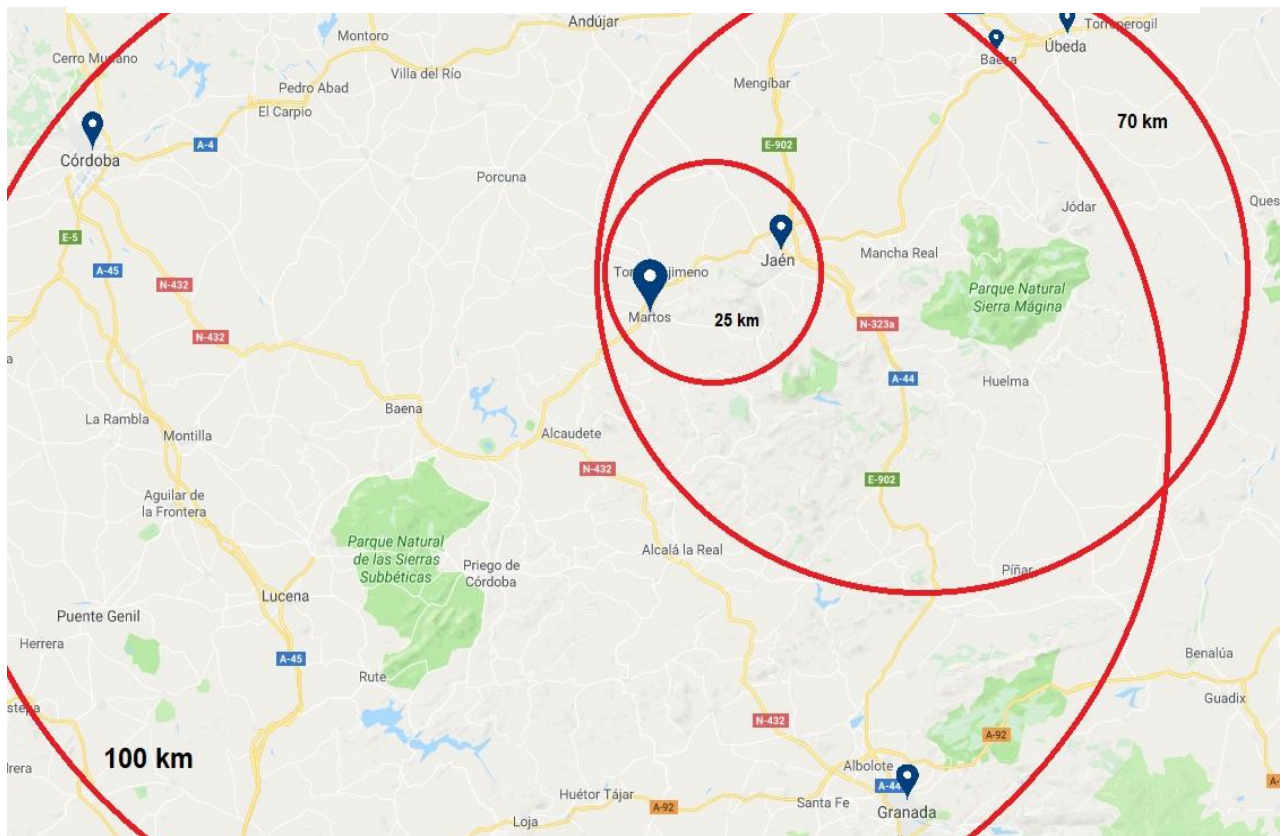 Andújar
Torreperogil
Montoro
Úbeda
Cerro Muriano
Baeza
Villa del Río
Mengíbar
Pedro Abad
El Carpio
70 km
A-4
E-902
Córdoba
Porcuna
Jódar
Ques
E-5
Jaén
Mancha Real
A-45
N-432
Martos
25 km
Parque Natural
Sierra Mágina
N-323a
N-432
a
A-44
Huelma
La Rambla
Baena
Montilla
Alcaudete
N-432
E-902
Aguilar de
la Frontera
Parque Natural
de las Sierras
Subbéticas
Alcalá la Real
Priego de
Córdoba
Píñar
Lucena
Puente Genil
Herrera
A-45
Benalúa
Rute
Guadix
N-432
A-92
100 km
Albolote
A-44
Huétor Tájar
A-92
Santa Fe
Granada
Loja